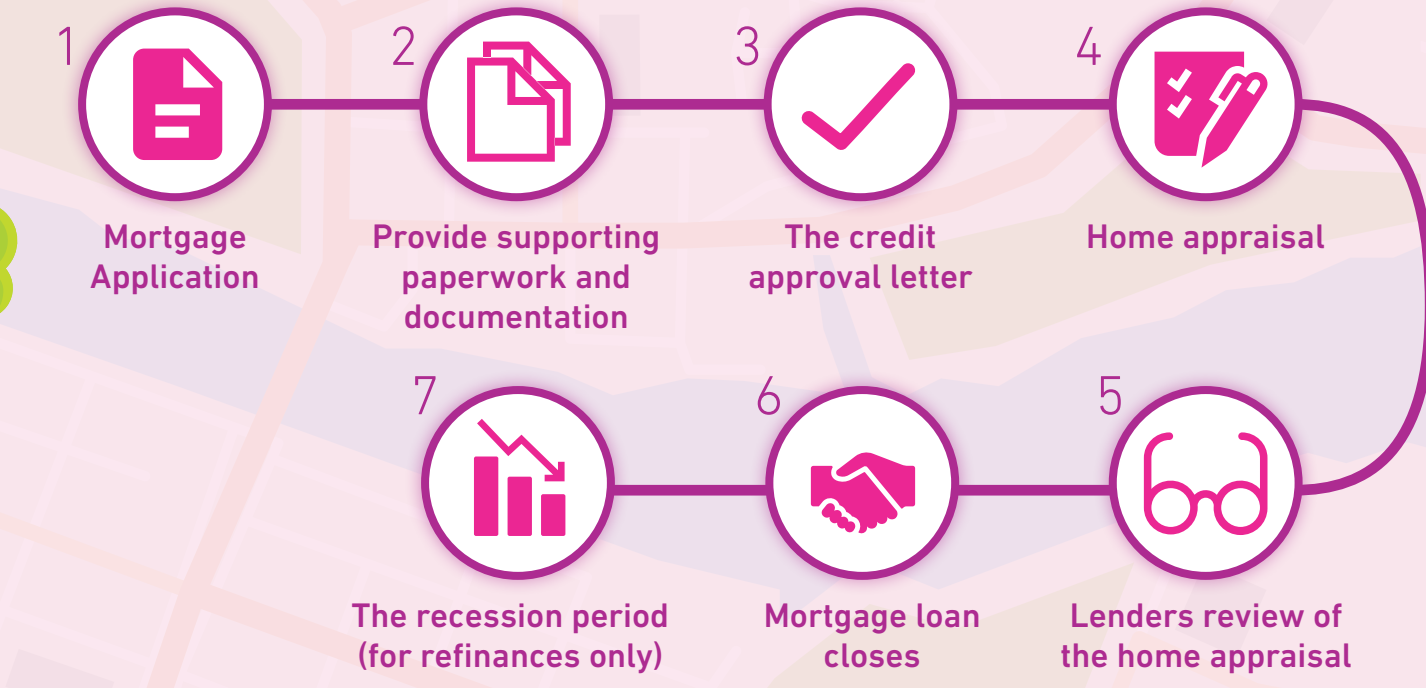 1
Mortgage
Application
2
Provide supporting
paperwork and
documentation
3
The credit
approval letter
4
Home appraisal
5
Lenders review of
the home appraisal
6
Mortgage loan
closes
7
The recession period
(for refinances only)